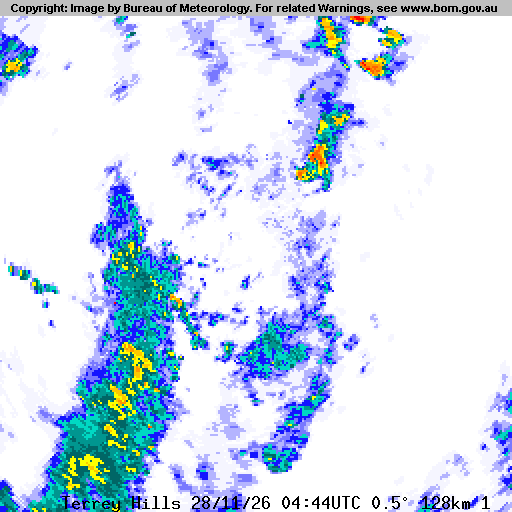 Copyright: Image by Bureau of Meteorology. For related Warnings, see www.bom.gov.au
Terrey Hills 28/11/26 04:44UTC 0.5° 128km 1